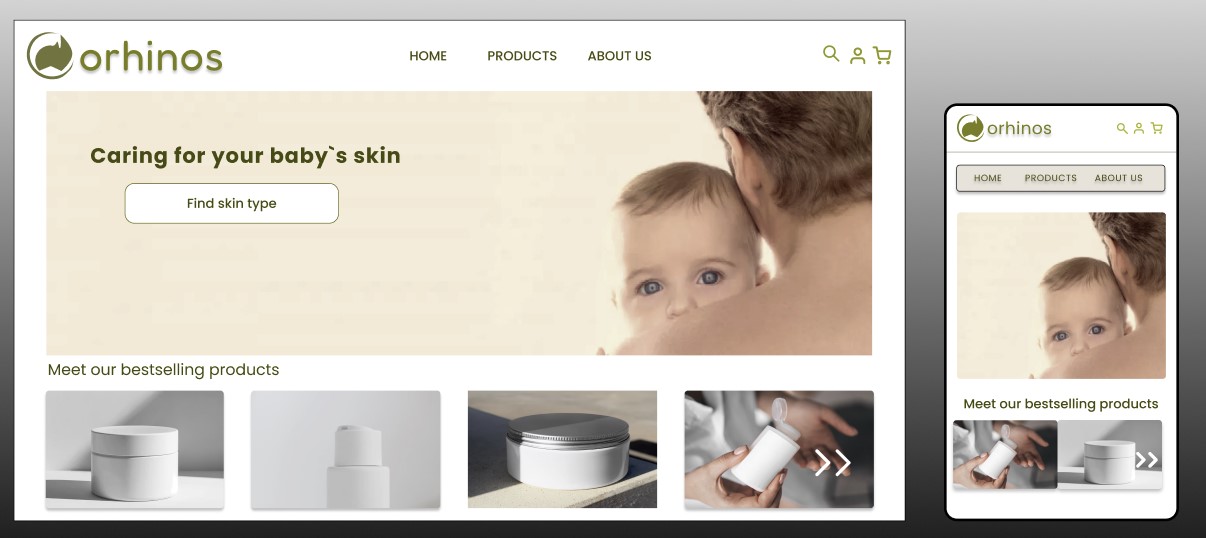 orhinos
HOME PRODUCTS ABOUT US
Caring for your baby`s skin
Find skin type
Meet our bestselling products
orhinos
HOME PRODUCTS ABOUT US
Meet our bestselling products